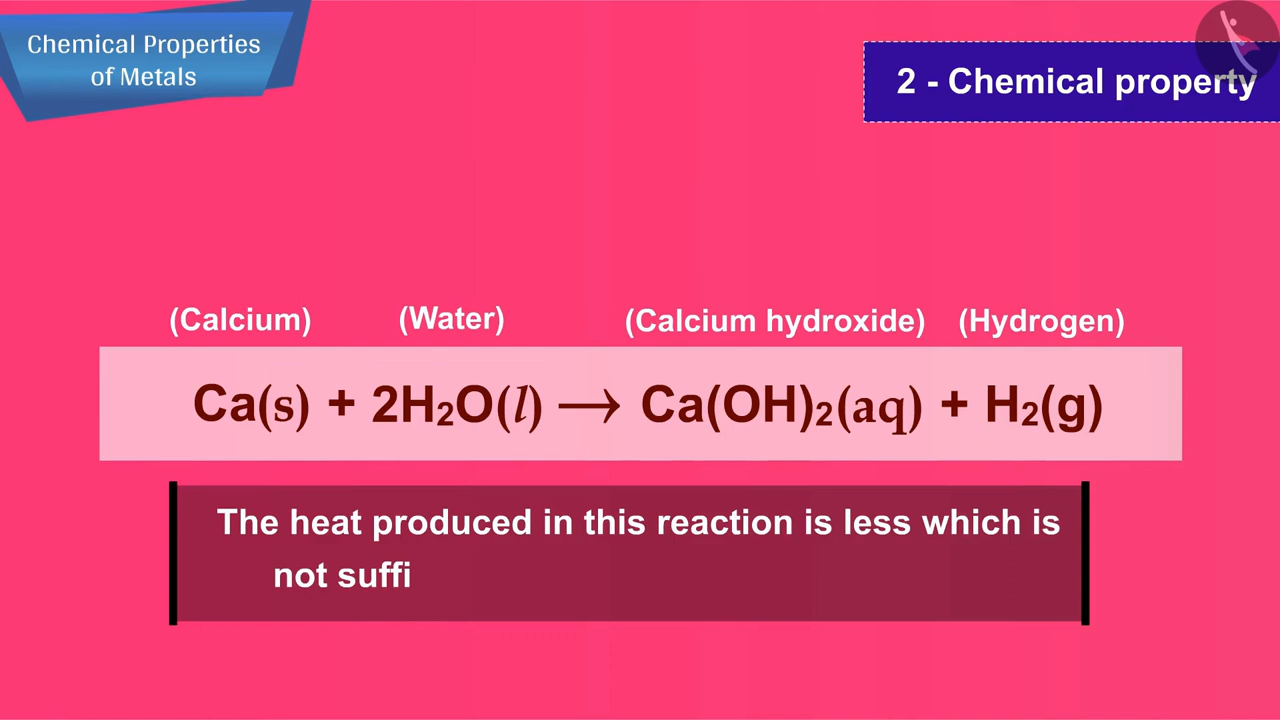 Chemical Properties
of Metals
2 - Chemical property
(Calcium) (Water) (Calcium hydroxide) (Hydrogen)
Ca(s) + 2H₂O(l) → Ca(OH)₂(aq) + H₂(g)
The heat produced in this reaction is less which is
not suffi